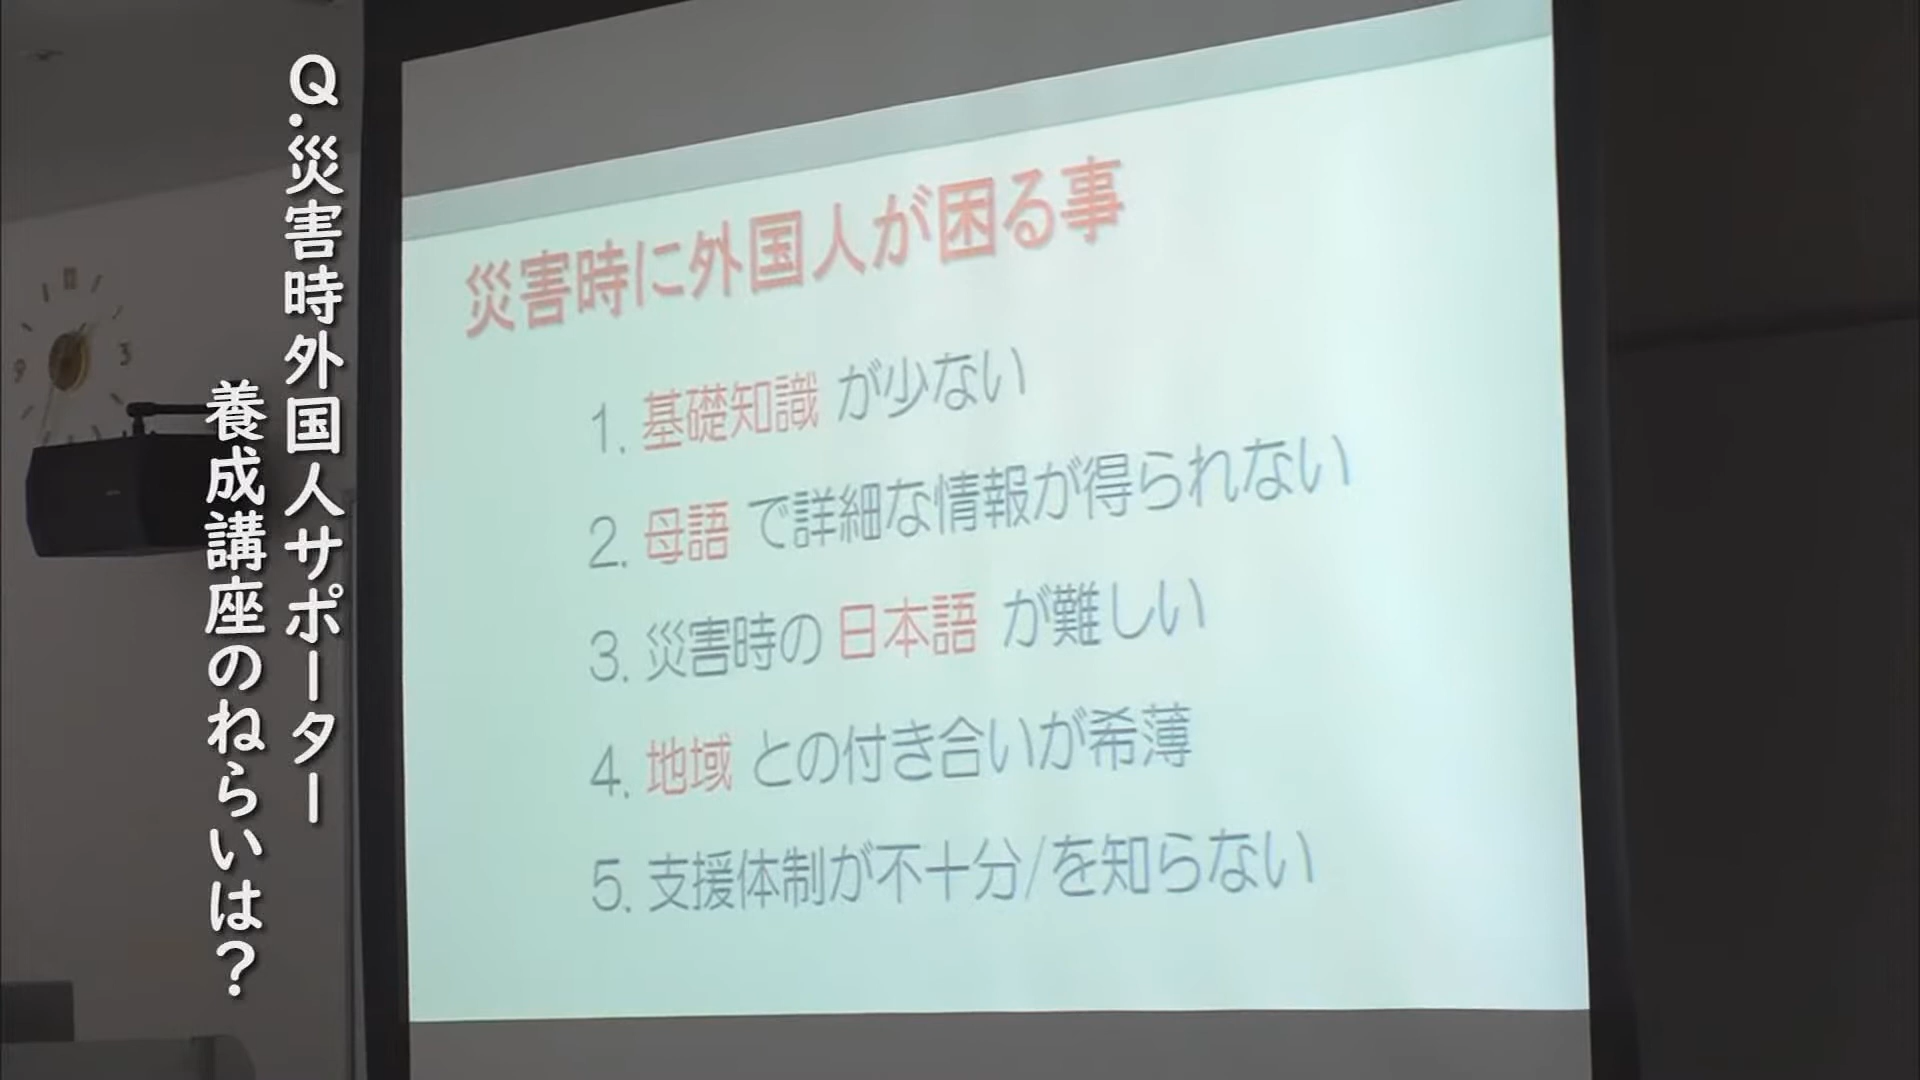 Q.災害時外国人サポーター
養成講座のねらいは?
災害時に外国人が困る事
1. 基礎知識 が少ない
2. 母語 で詳細な情報が得られない
3. 災害時の 日本語 が難しい
4. 地域 との付き合いが希薄
5. 支援体制が不十分/を知らない
9
3